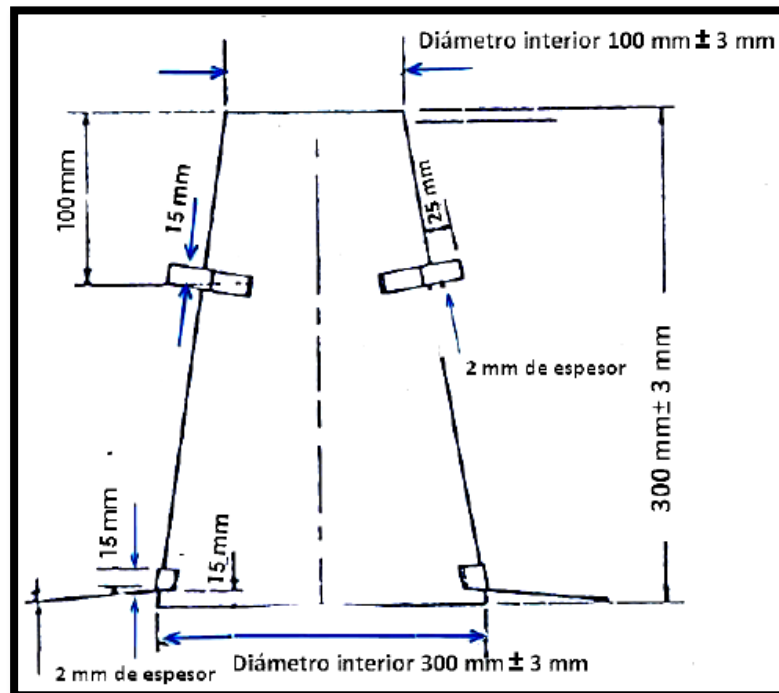 Diámetro interior 100 mm ± 3 mm
100 mm
15 mm
25 mm
2 mm de espesor
300 mm± 3 mm
15 mm
15 mm
2 mm de espesor
Diámetro interior 300 mm ± 3 mm